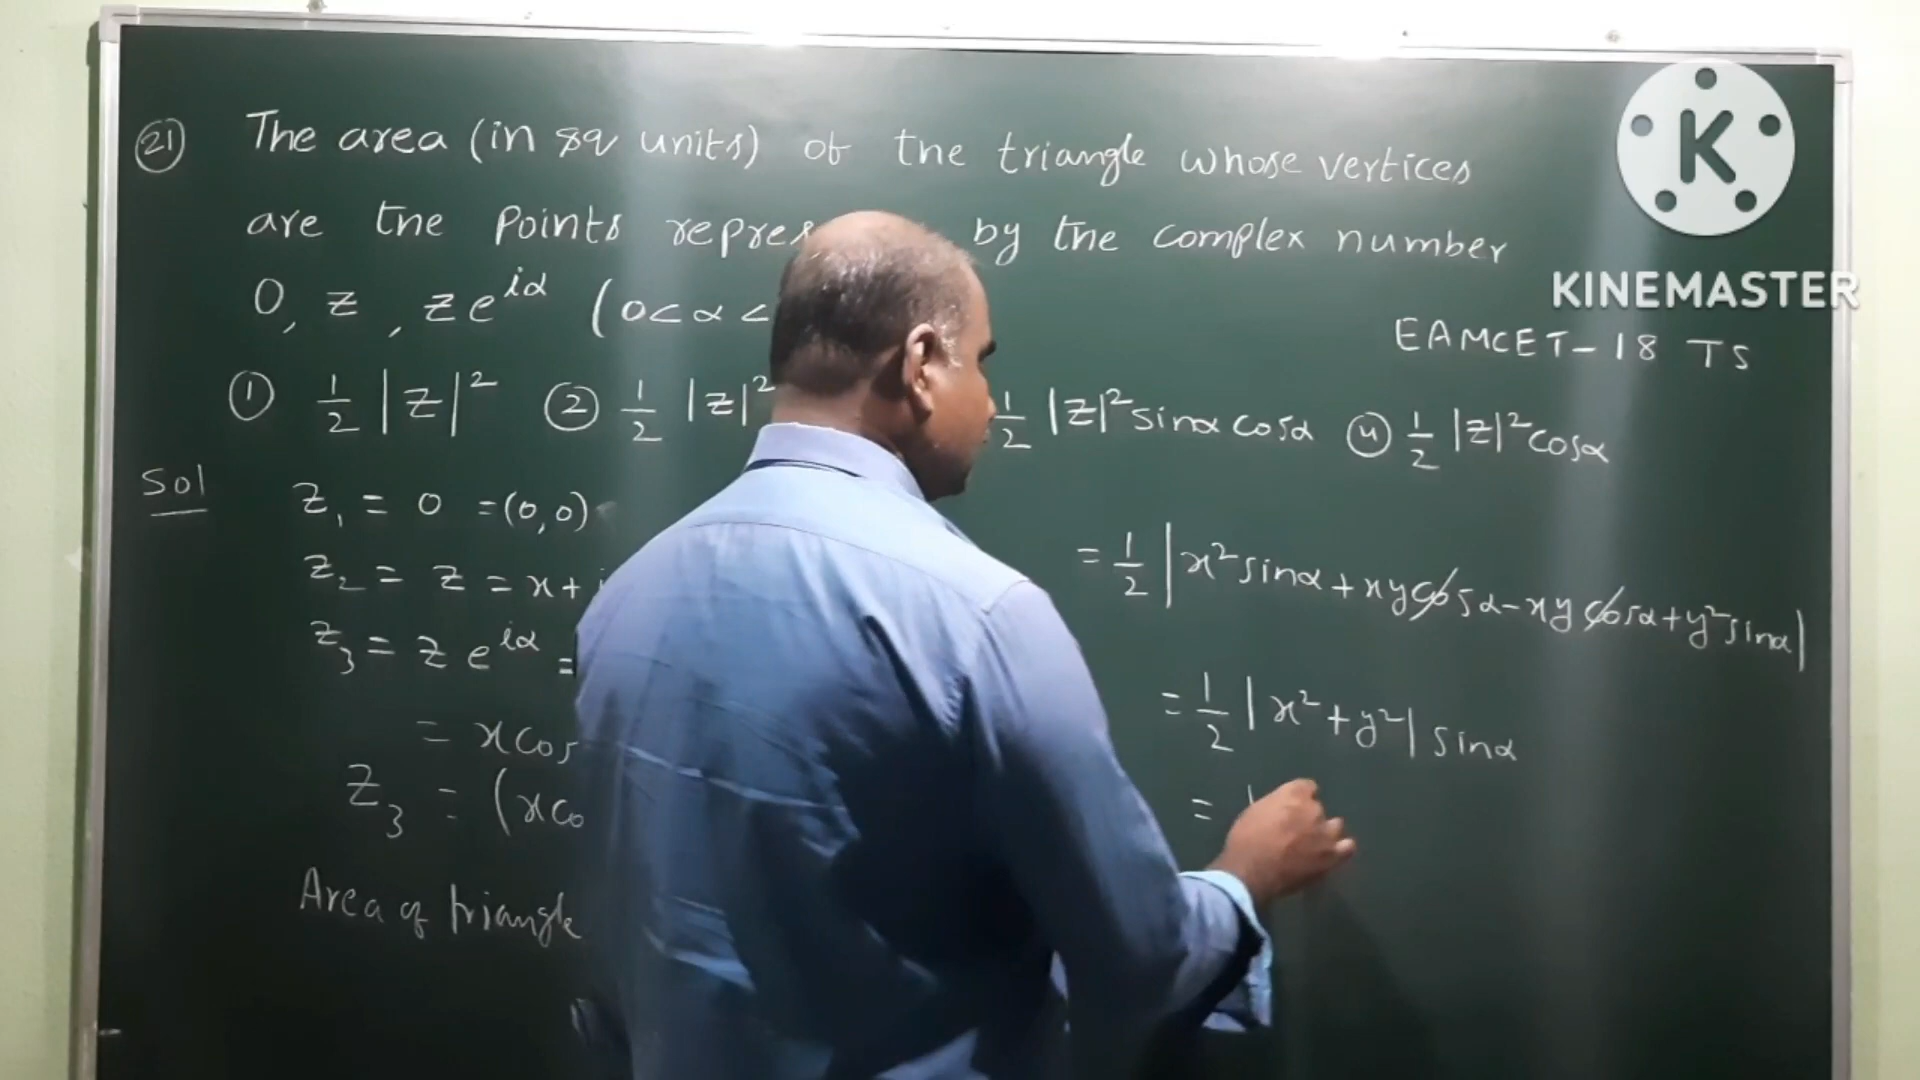 21 The area (in sq units) of the triangle whose vertices
are the points by the complex number
0, z, ze^{iα} (0<α<
EAMCET-18 TS
① 1/2 |z|² ② 1/2 |z|² 1/2 |z|² sinα cosα ④ 1/2 |z|² cosα
Sol
z₁ = 0 =(0,0)
z₂ = z = x+
z₃ = z e^{iα} =
= x cos
z₃ = (x co
Area of triangle
= 1/2 |x² sinα + xy cosα - xy cosα + y² sinα|
= 1/2 |x² + y²| sinα
=
K
KINEMASTER